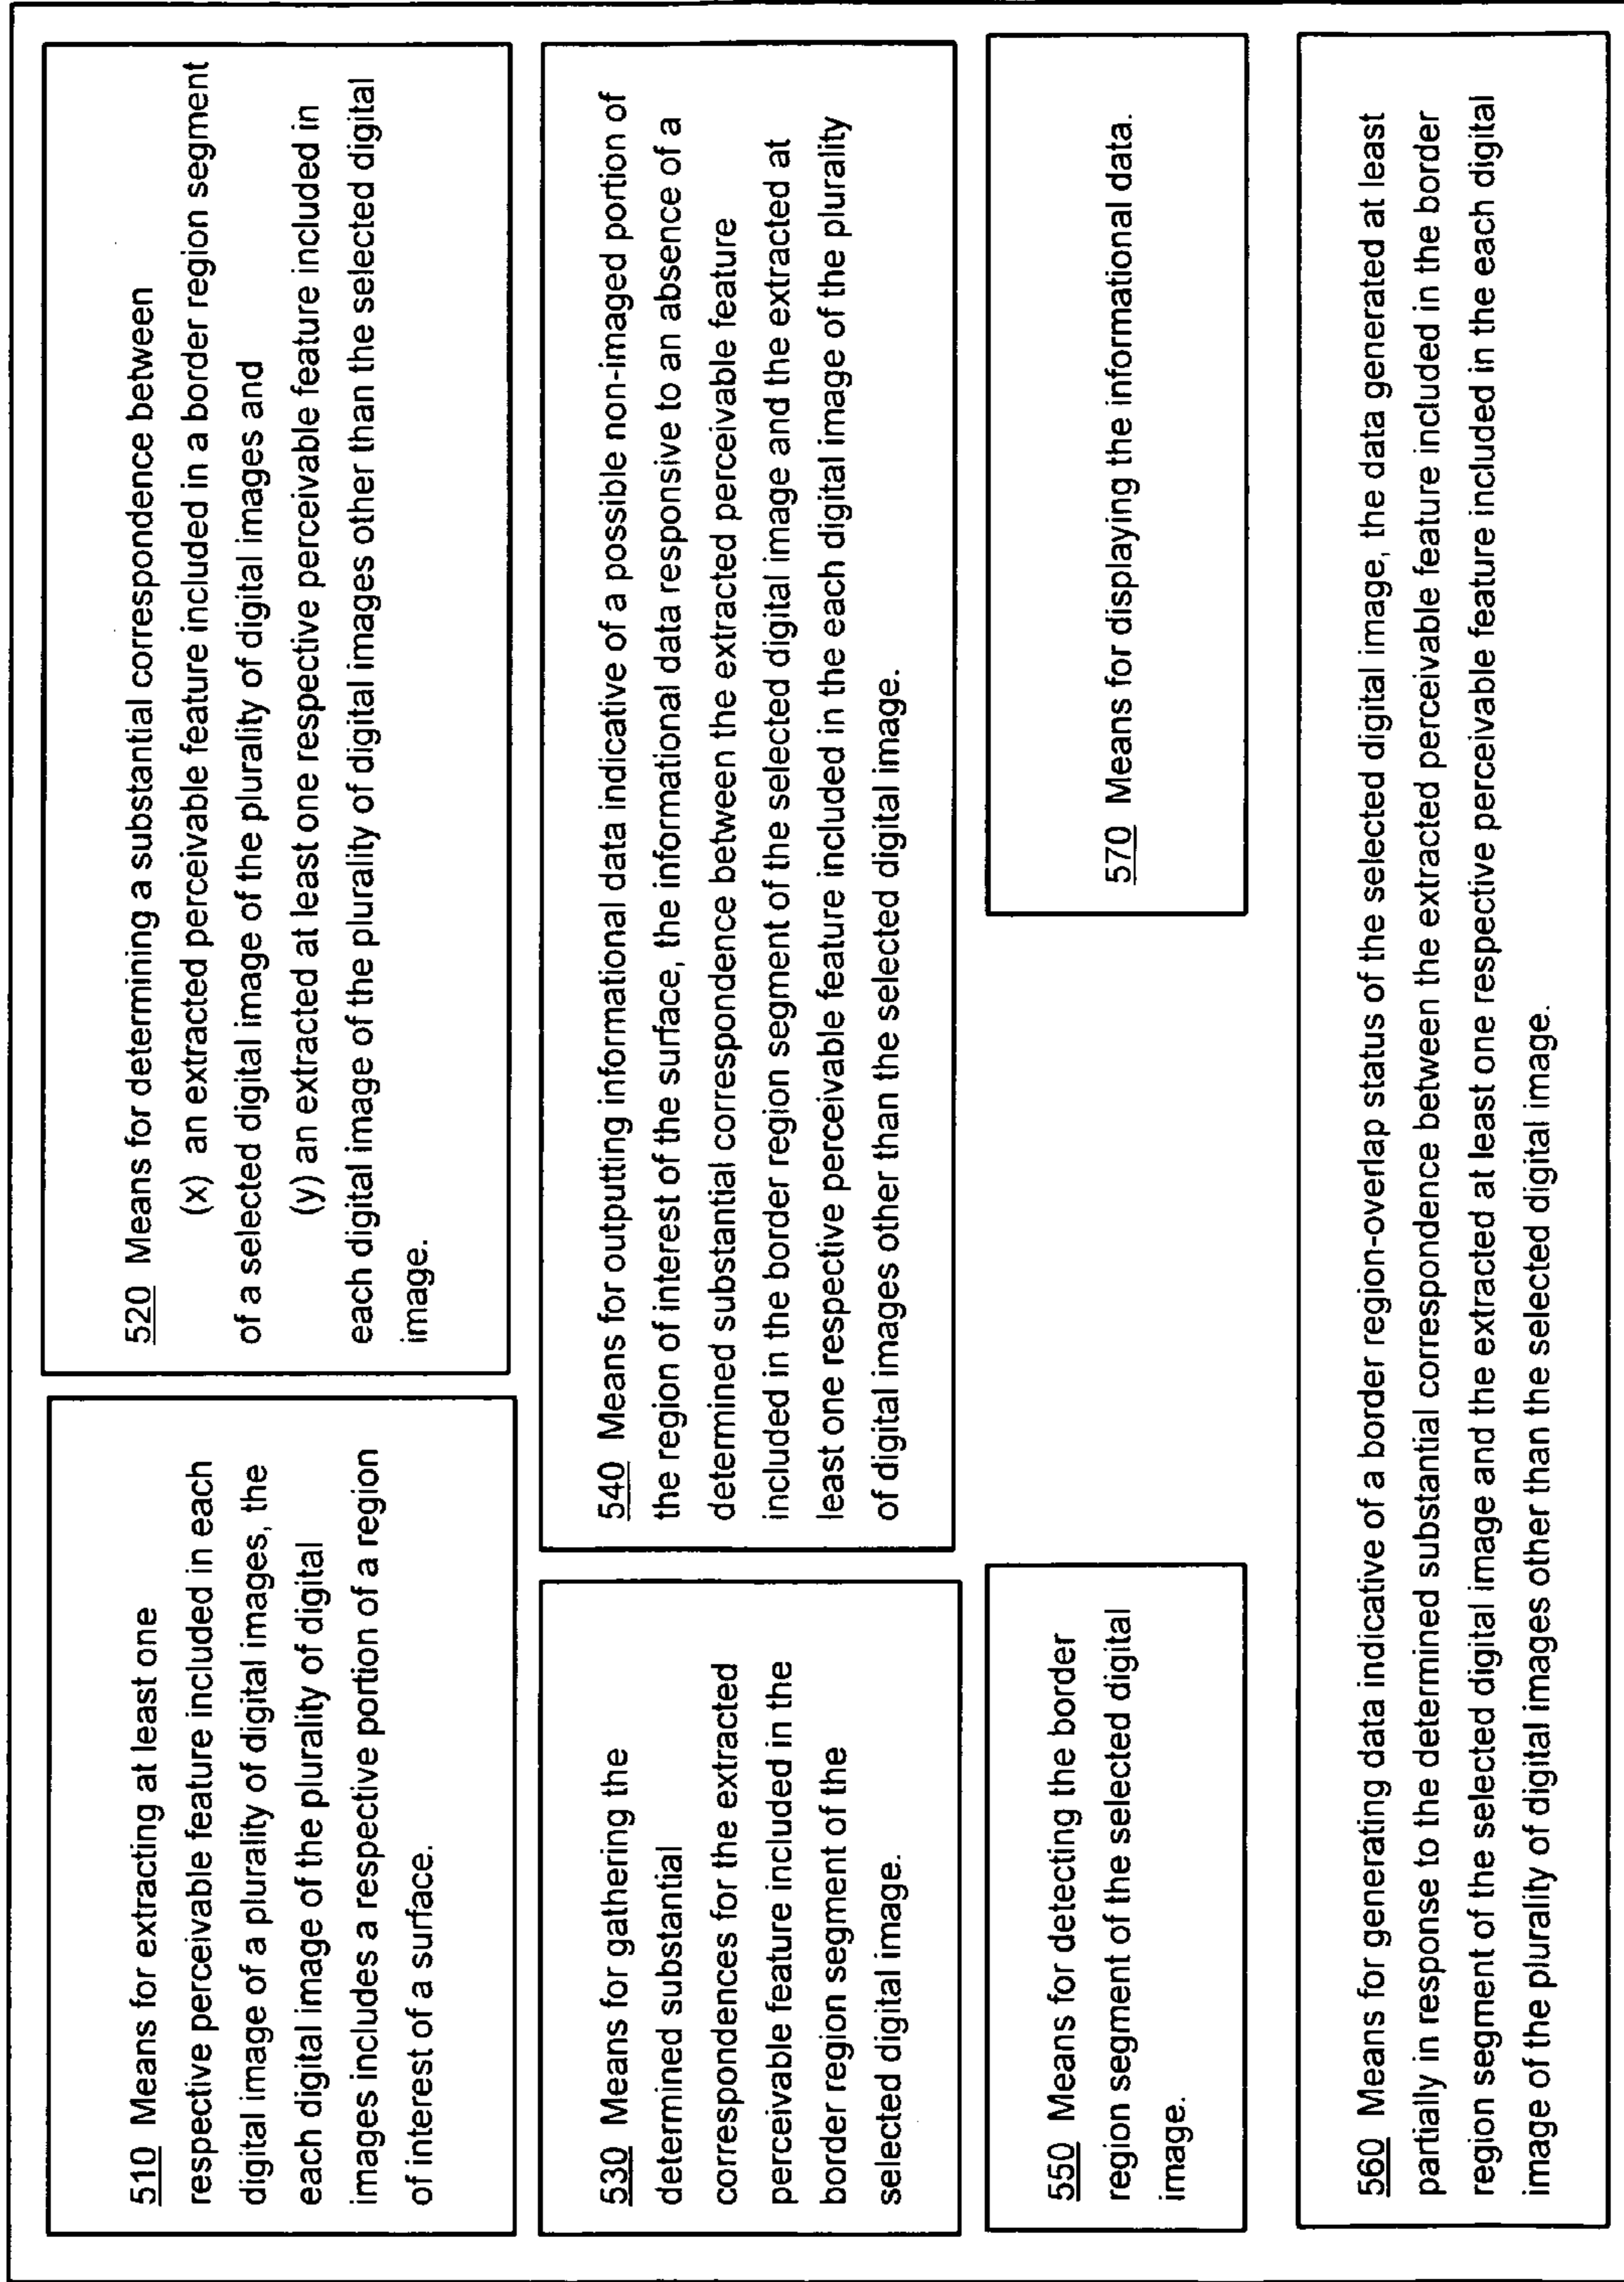 510 Means for extracting at least one
respective perceivable feature included in each
digital image of a plurality of digital images, the
each digital image of the plurality of digital
images includes a respective portion of a region
of interest of a surface.
520 Means for determining a substantial correspondence between
(x) an extracted perceivable feature included in a border region segment
of a selected digital image of the plurality of digital images and
(y) an extracted at least one respective perceivable feature included in
each digital image of the plurality of digital images other than the selected digital
image.
530 Means for gathering the
determined substantial
correspondences for the extracted
perceivable feature included in the
border region segment of the
selected digital image.
540 Means for outputting informational data indicative of a possible non-imaged portion of
the region of interest of the surface, the informational data responsive to an absence of a
determined substantial correspondence between the extracted perceivable feature
included in the border region segment of the selected digital image and the extracted at
least one respective perceivable feature included in the each digital image of the plurality
of digital images other than the selected digital image.
550 Means for detecting the border
region segment of the selected digital
image.
570 Means for displaying the informational data.
560 Means for generating data indicative of a border region-overlap status of the selected digital image, the data generated at least
partially in response to the determined substantial correspondence between the extracted perceivable feature included in the border
region segment of the selected digital image and the extracted at least one respective perceivable feature included in the each digital
image of the plurality of digital images other than the selected digital image.